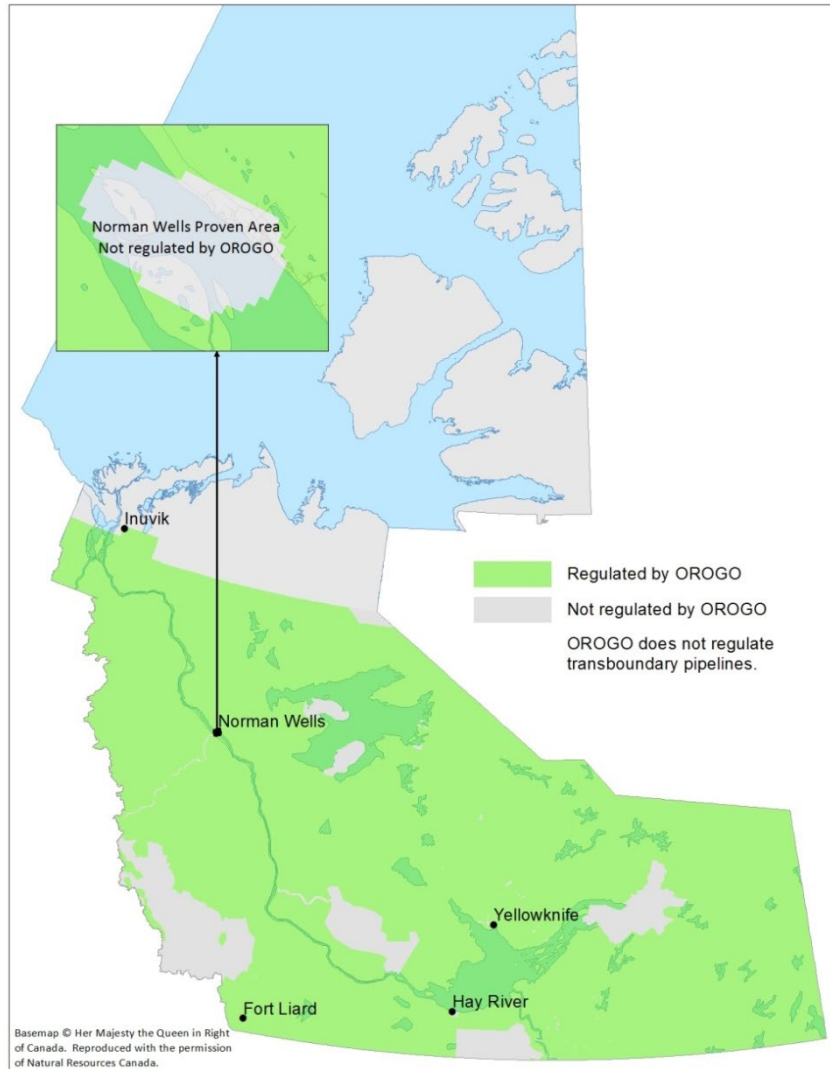 Norman Wells Proven Area
Not regulated by OROGO
Inuvik
Regulated by OROGO
Not regulated by OROGO
OROGO does not regulate
transboundary pipelines.
Norman Wells
Yellowknife
Fort Liard
Hay River
Basemap © Her Majesty the Queen in Right
of Canada. Reproduced with the permission
of Natural Resources Canada.